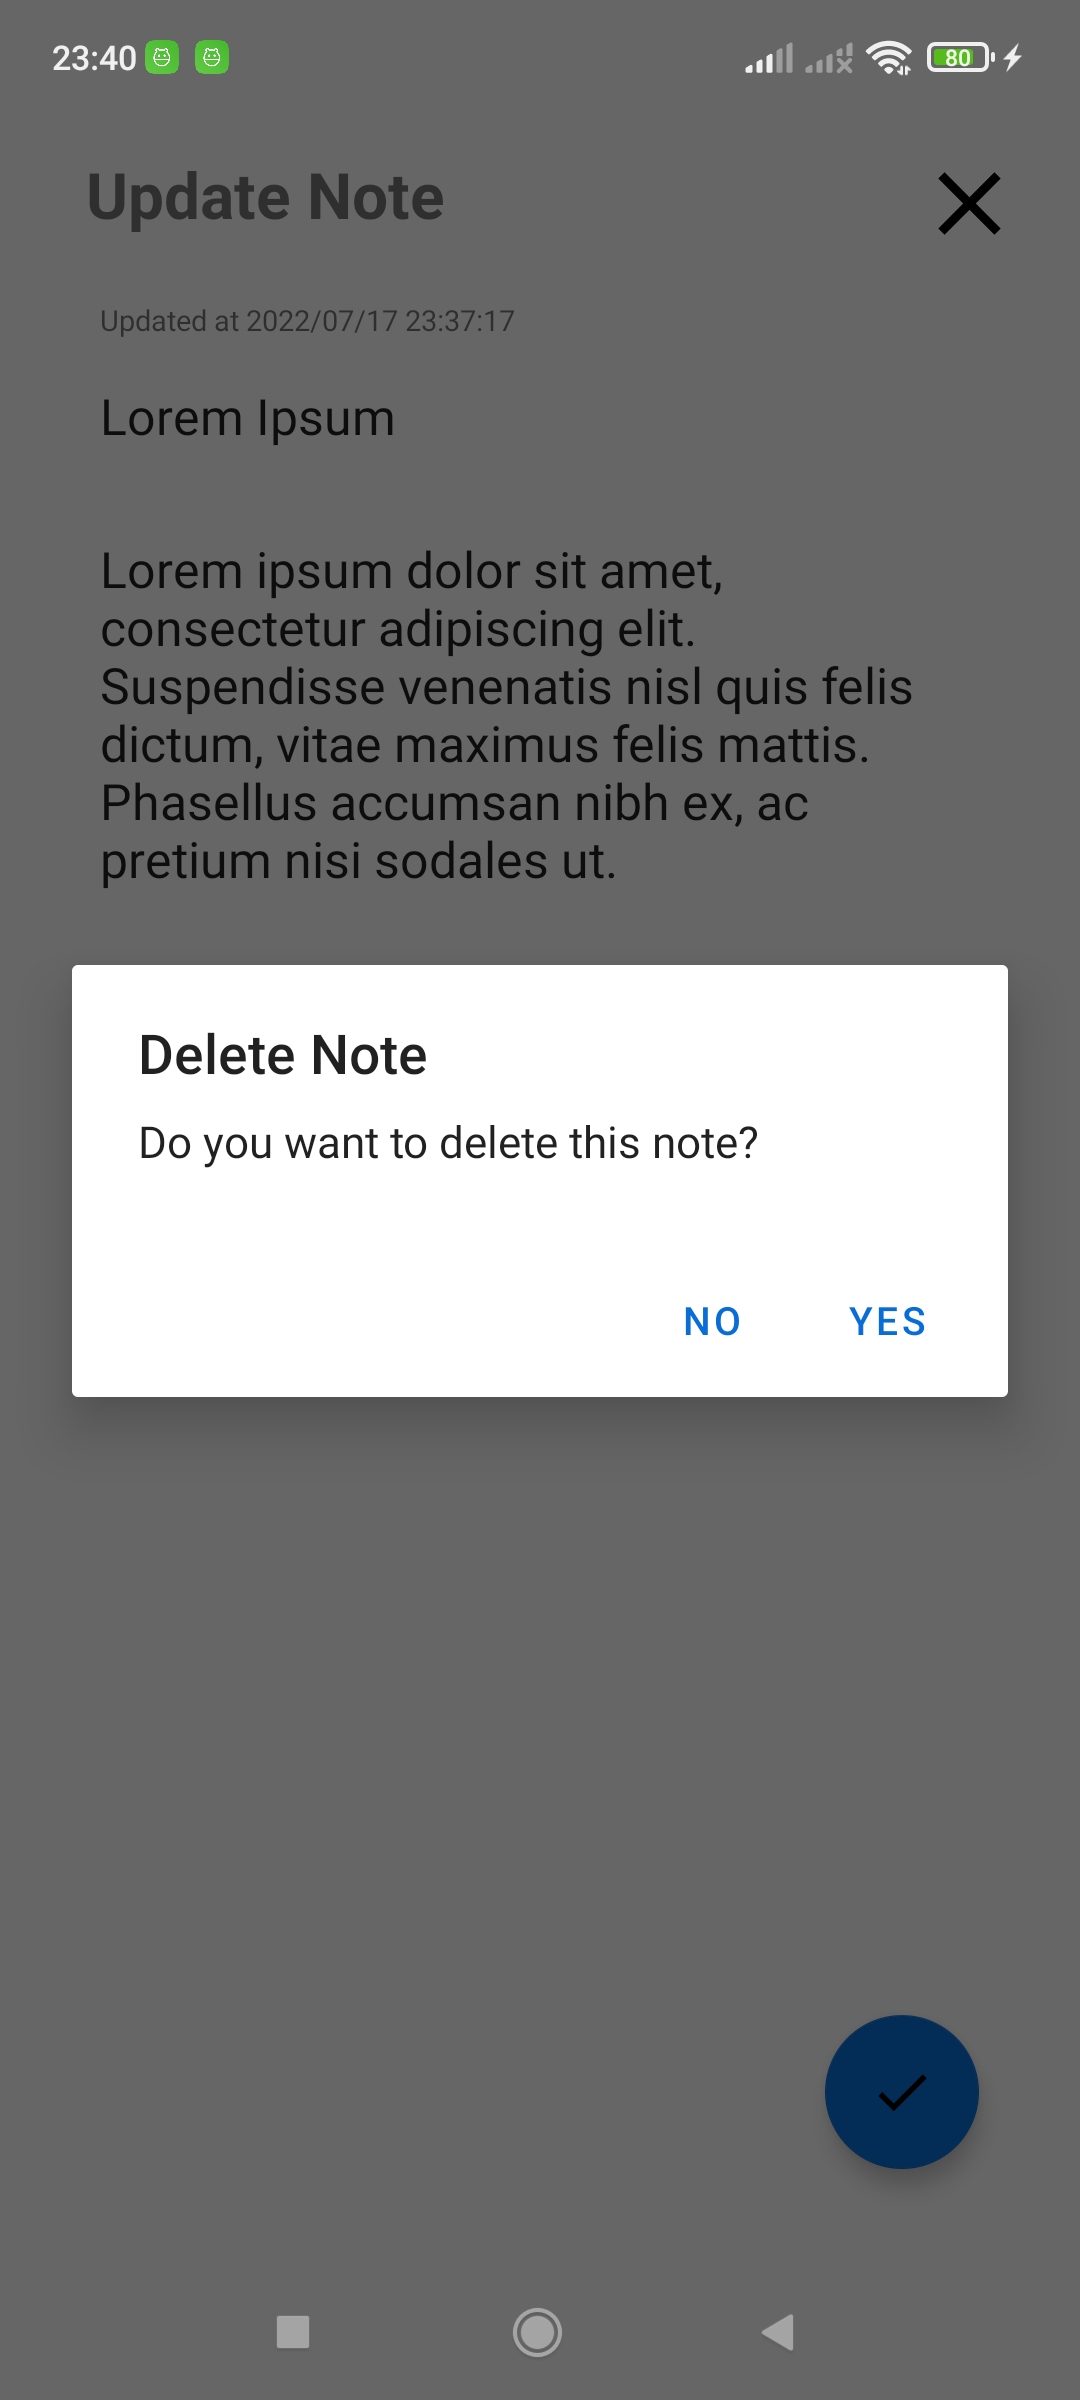 23:40
80
Update Note
Updated at 2022/07/17 23:37:17
Lorem Ipsum
Lorem ipsum dolor sit amet,
consectetur adipiscing elit.
Suspendisse venenatis nisl quis felis
dictum, vitae maximus felis mattis.
Phasellus accumsan nibh ex, ac
pretium nisi sodales ut.
Delete Note
Do you want to delete this note?
NO YES